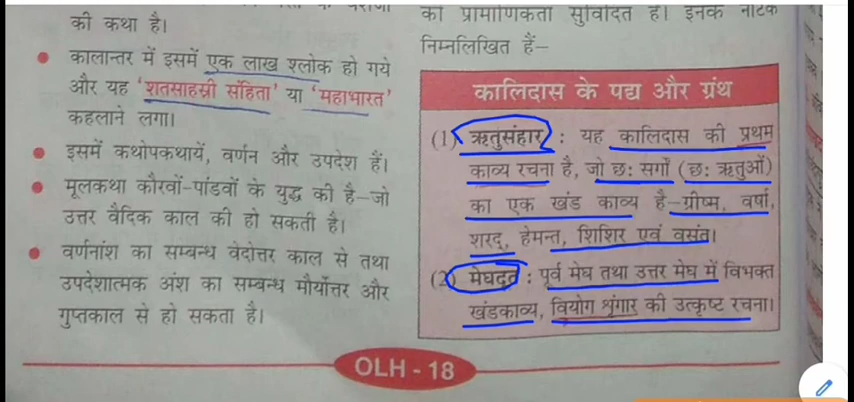 की कथा है।
कालान्तर में इसमें एक लाख श्लोक हो गये
और यह 'शतसाहस्री संहिता' या 'महाभारत'
कहलाने लगा।
इसमें कथोपकथायें, वर्णन और उपदेश हैं।
मूलकथा कौरवों-पांडवों के युद्ध की है–जो
उत्तर वैदिक काल की हो सकती है।
वर्णनांश का सम्बन्ध वेदोत्तर काल से तथा
उपदेशात्मक अंश का सम्बन्ध मौर्योत्तर और
गुप्तकाल से हो सकता है।
की प्रामाणिकता सुविदित है। इनके नाटक
निम्नलिखित हैं–
कालिदास के पद्य और ग्रंथ
(1) ऋतुसंहार : यह कालिदास की प्रथम
काव्य रचना है, जो छः सर्गों (छः ऋतुओं)
का एक खंड काव्य है–ग्रीष्म, वर्षा,
शरद्, हेमन्त, शिशिर एवं वसंत।
(2) मेघदूत : पूर्व मेघ तथा उत्तर मेघ में विभक्त
खंडकाव्य, वियोग श्रृंगार की उत्कृष्ट रचना।
OLH - 18